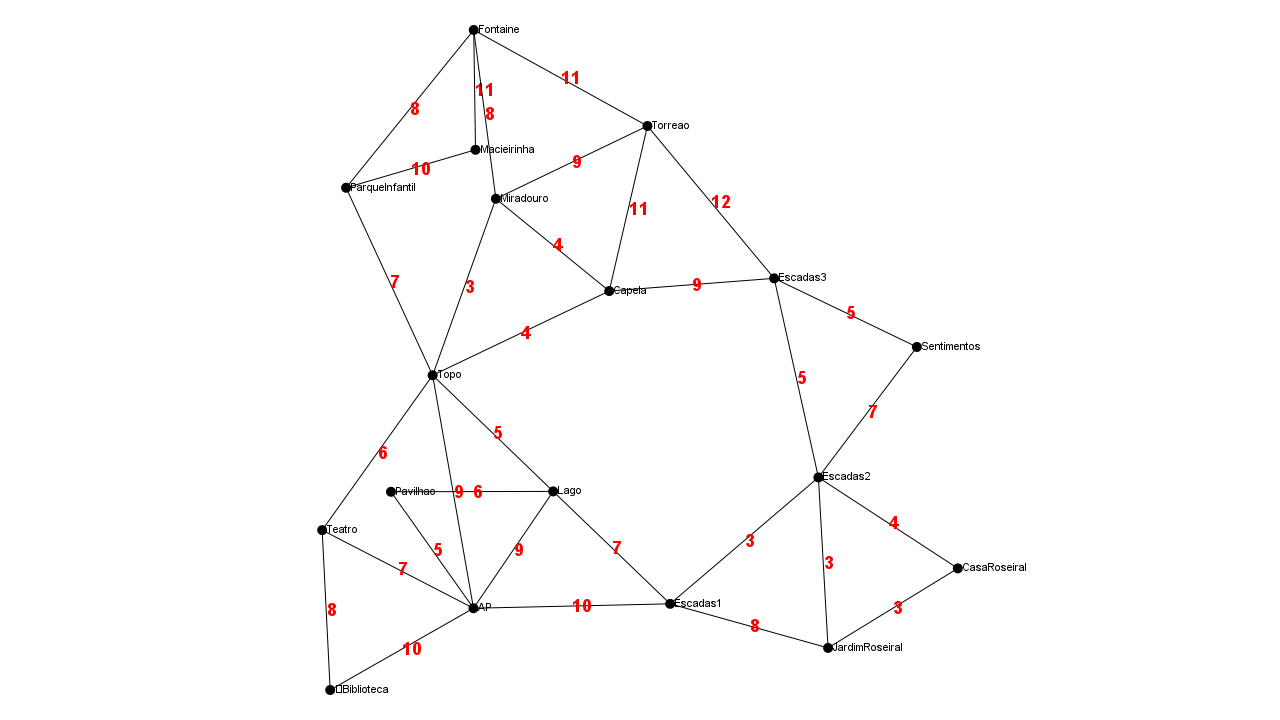 Fontaine
11
8
11
8
Torreao
Macieirinha
9
10
ParqueInfantil
Miradouro
12
11
4
Escadas3
7
3
9
Capela
5
4
Sentimentos
Topo
5
7
5
6
Escadas2
Pavilhao
9
6
Lago
4
Teatro
3
5
9
7
7
3
CasaRoseiral
8
10
Escadas1
3
AP
8
10
JardimRoseiral
Biblioteca